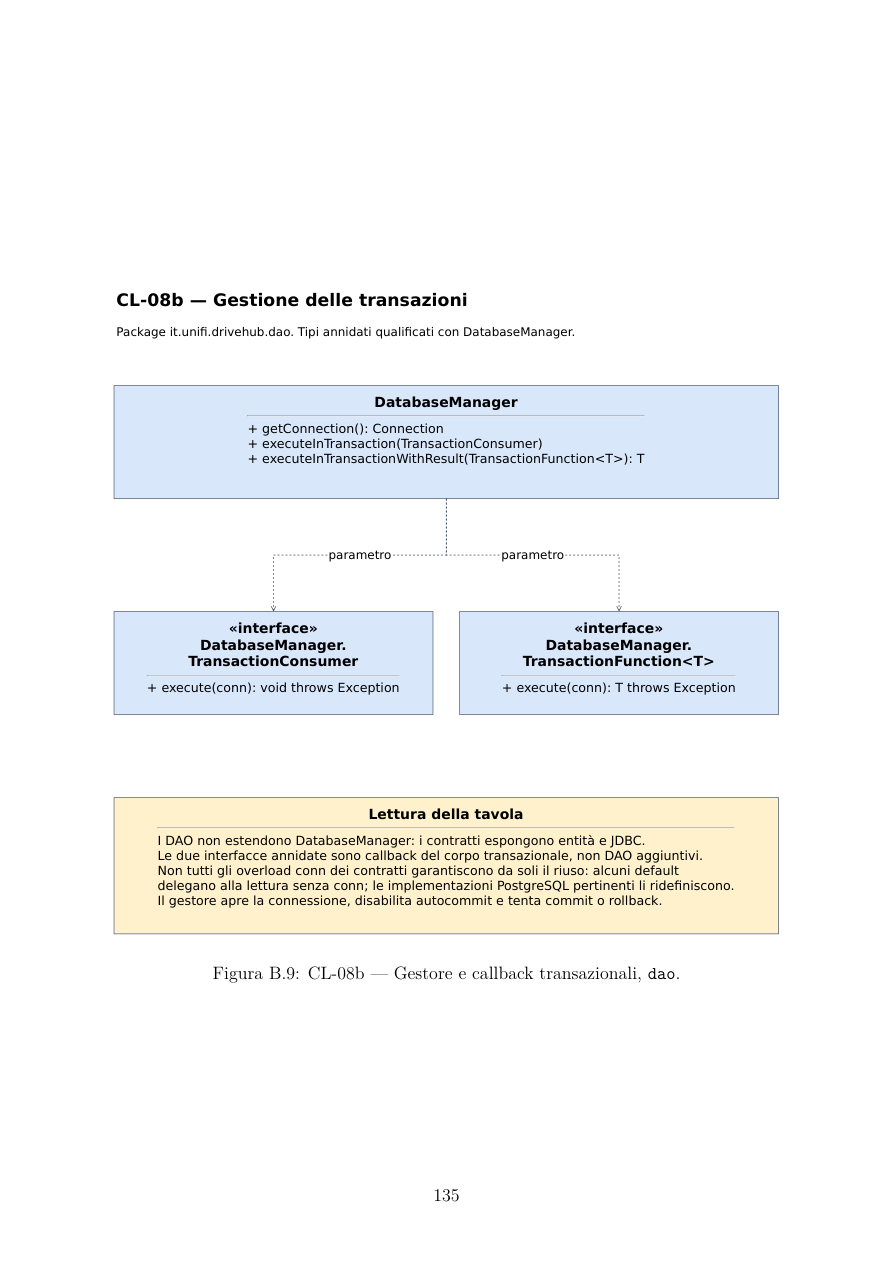 CL-08b — Gestione delle transazioni
Package it.unifi.drivehub.dao. Tipi annidati qualificati con DatabaseManager.
DatabaseManager
+ getConnection(): Connection
+ executeInTransaction(TransactionConsumer)
+ executeInTransactionWithResult(TransactionFunction<T>): T
parametro
parametro
«interface»
DatabaseManager.
TransactionConsumer
+ execute(conn): void throws Exception
«interface»
DatabaseManager.
TransactionFunction<T>
+ execute(conn): T throws Exception
Lettura della tavola
I DAO non estendono DatabaseManager: i contratti espongono entità e JDBC.
Le due interfacce annidate sono callback del corpo transazionale, non DAO aggiuntivi.
Non tutti gli overload conn dei contratti garantiscono da soli il riuso: alcuni default
delegano alla lettura senza conn; le implementazioni PostgreSQL pertinenti li ridefiniscono.
Il gestore apre la connessione, disabilita autocommit e tenta commit o rollback.
Figura B.9: CL-08b — Gestore e callback transazionali, dao.
135